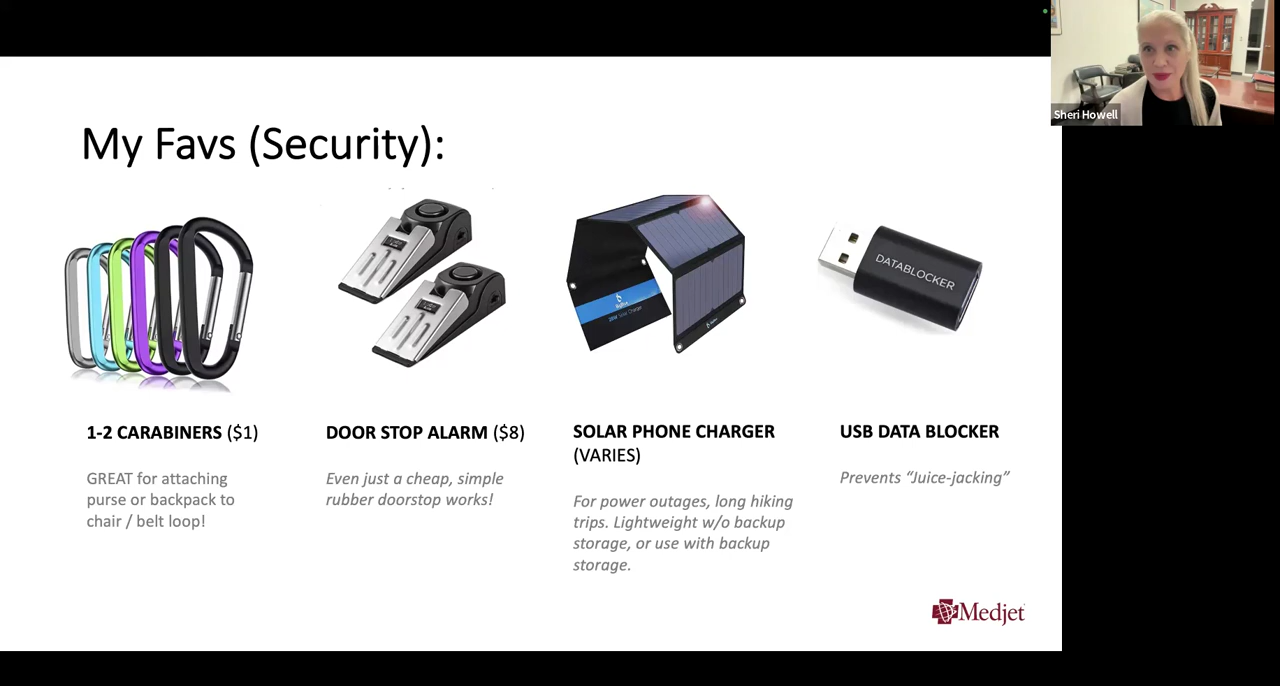 Sheri Howell
My Favs (Security):
DATABLOCKER
1-2 CARABINERS ($1)
GREAT for attaching
purse or backpack to
chair / belt loop!
DOOR STOP ALARM ($8)
Even just a cheap, simple
rubber doorstop works!
SOLAR PHONE CHARGER
(VARIES)
For power outages, long hiking
trips. Lightweight w/o backup
storage, or use with backup
storage.
USB DATA BLOCKER
Prevents “Juice-jacking”
Medjet